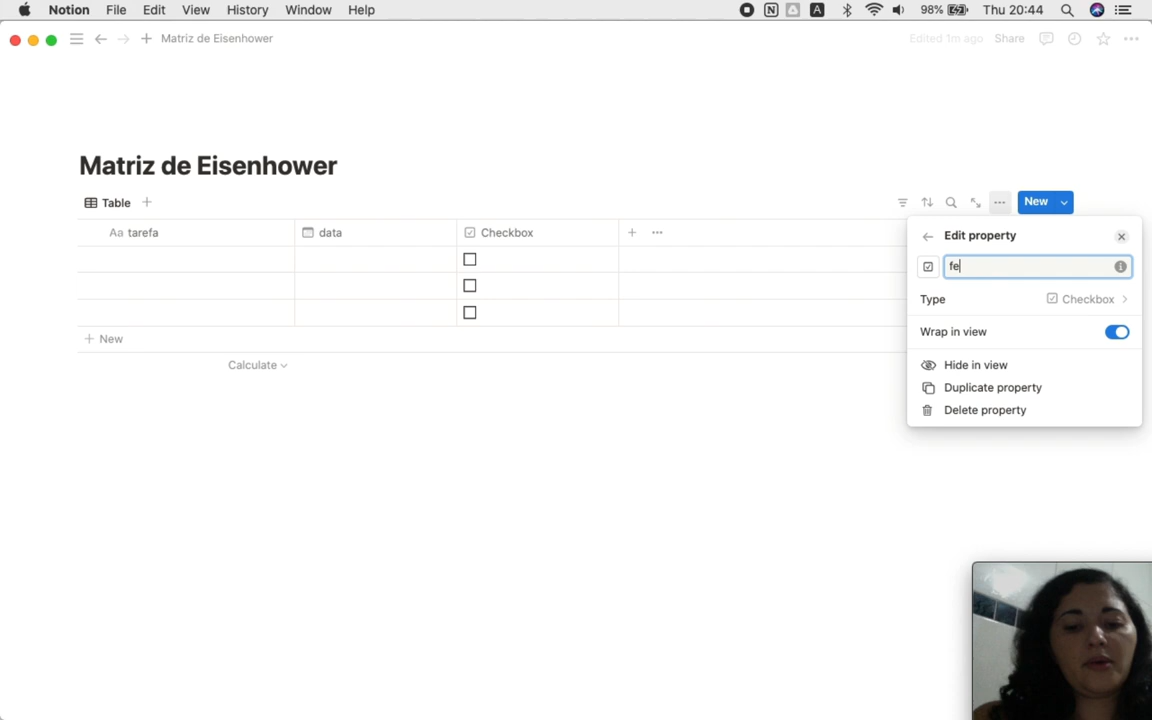 Notion File Edit View History Window Help 98% Thu 20:44
Matriz de Eisenhower Edited 1m ago Share
Matriz de Eisenhower
Table New
Aa tarefa data Checkbox
Edit property
fe
Type Checkbox
Wrap in view
New
Calculate
Hide in view
Duplicate property
Delete property